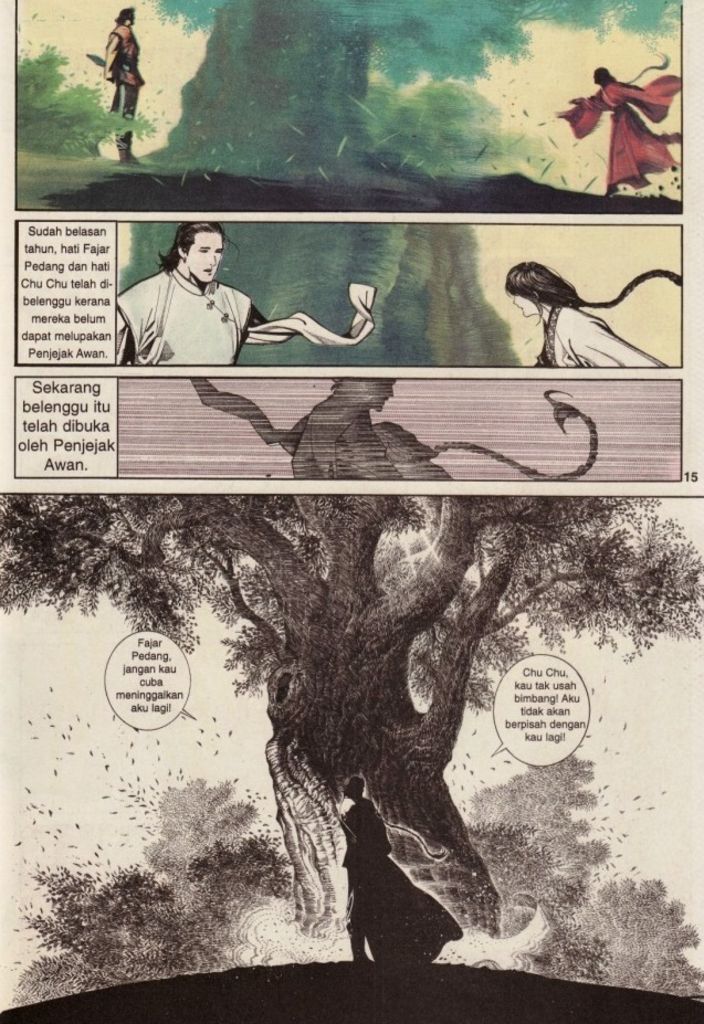 Sudah belasan
tahun, hati Fajar
Pedang dan hati
Chu Chu telah di-
belenggu kerana
mereka belum
dapat melupakan
Penjejak Awan.
Sekarang
belenggu itu
telah dibuka
oleh Penjejak
Awan.
15
Fajar
Pedang,
jangan kau
cuba
meninggalkan
aku lagi!
Chu Chu,
kau tak usah
bimbang! Aku
tidak akan
berpisah dengan
kau lagi!